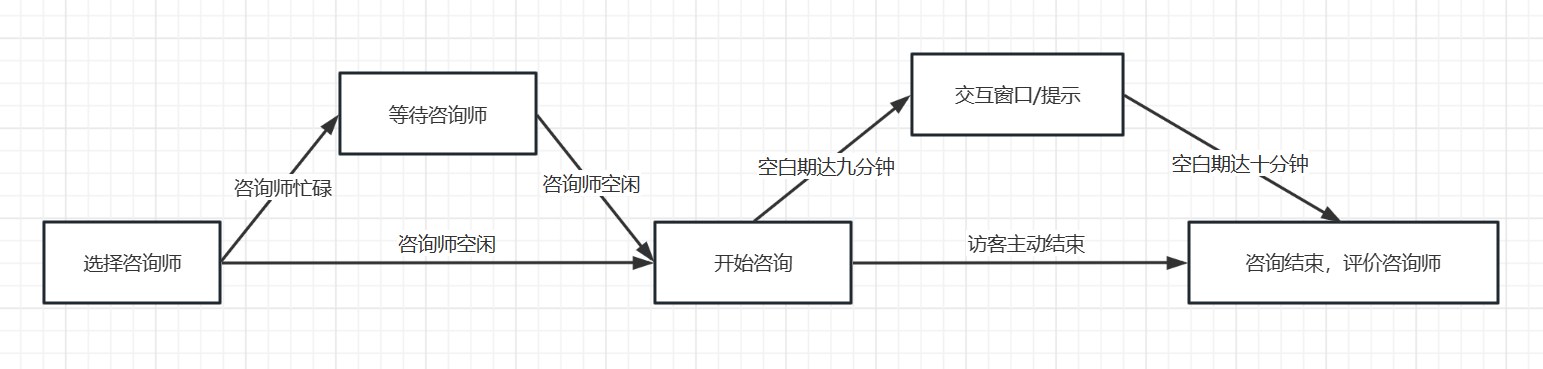 交互窗口/提示
等待咨询师
空白期达九分钟
空白期达十分钟
咨询师忙碌
咨询师空闲
咨询师空闲
访客主动结束
选择咨询师
开始咨询
咨询结束，评价咨询师